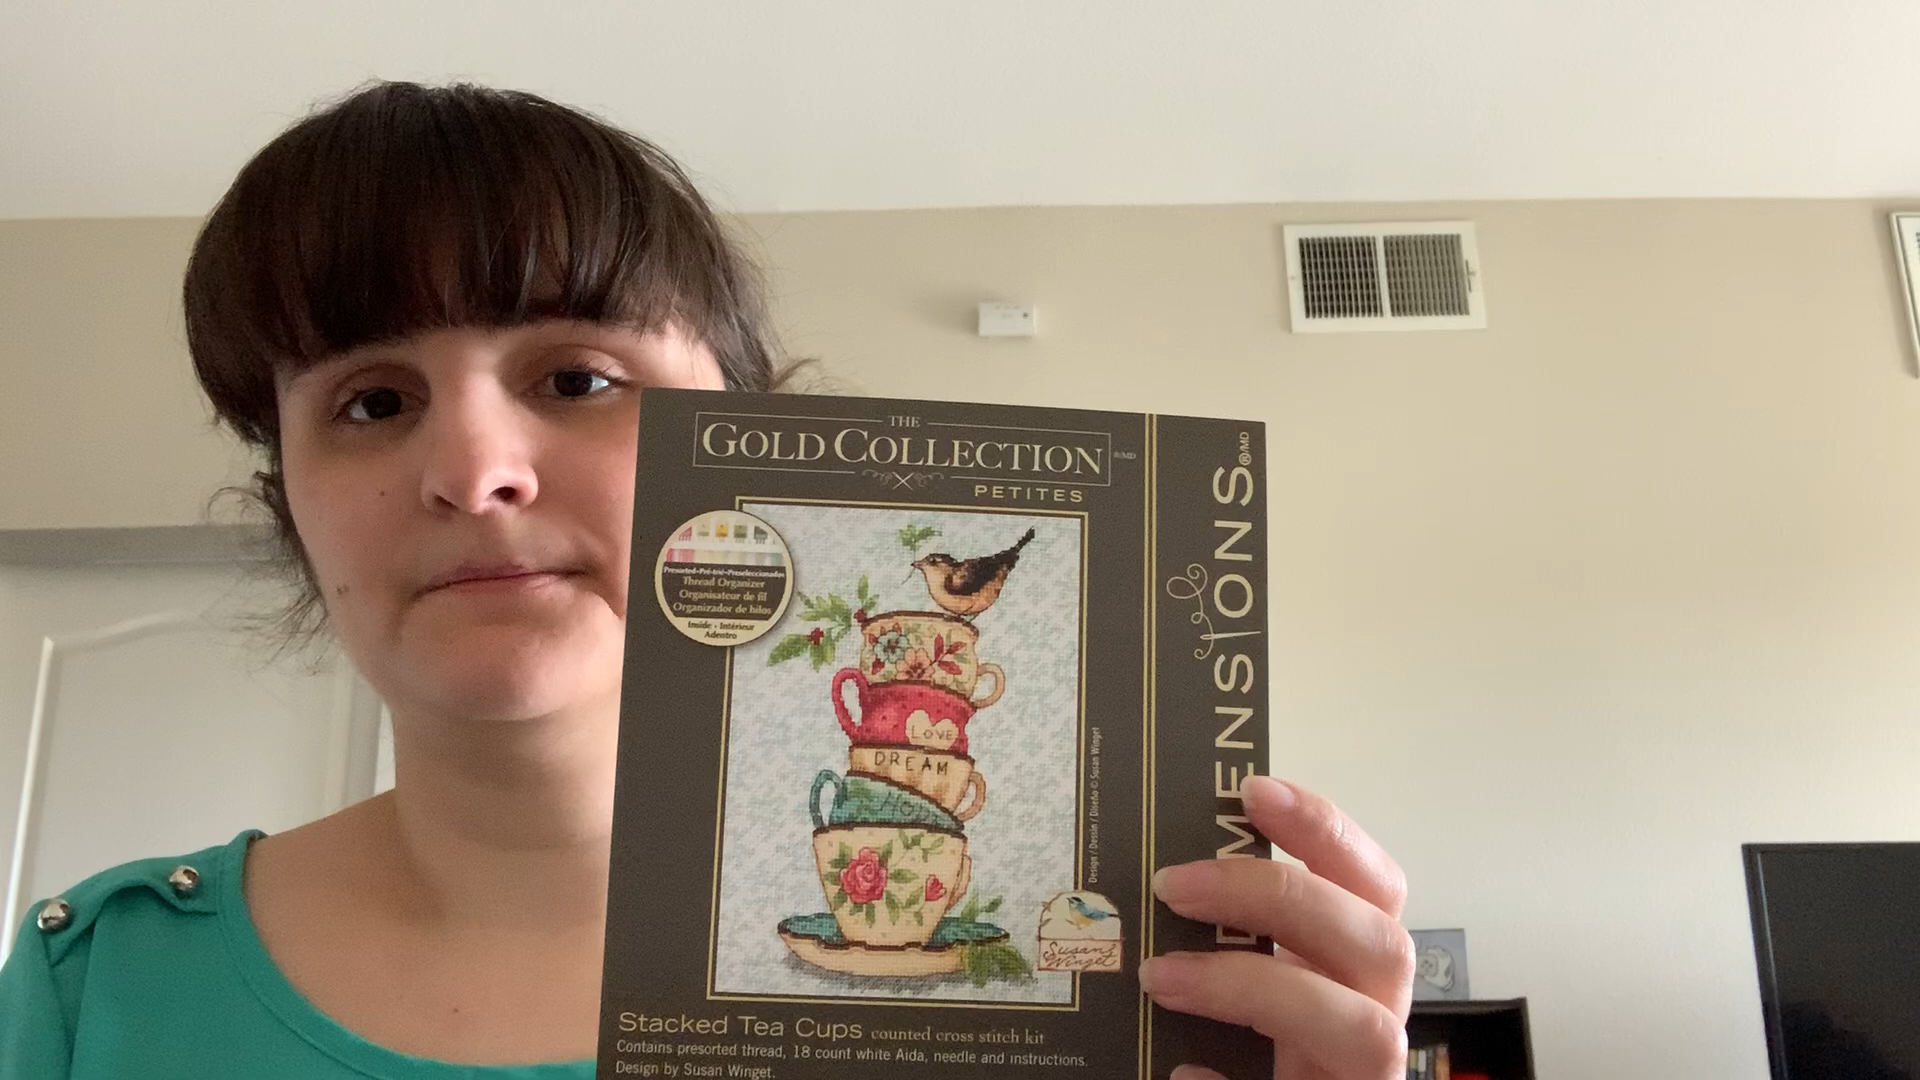 THE
GOLD COLLECTION ®/MD
PETITES
Presorted•Pré-trié•Preseleccionados
Thread Organizer
Organisateur de fil
Organizador de hilos
Inside • Intérieur
Adentro
LOVE
DREAM
Design / Dessin / Diseño © Susan Winget
Susan
Winget
Stacked Tea Cups counted cross stitch kit
Contains presorted thread, 18 count white Aida, needle and instructions.
Design by Susan Winget.
DIMENSIONS ®/MD